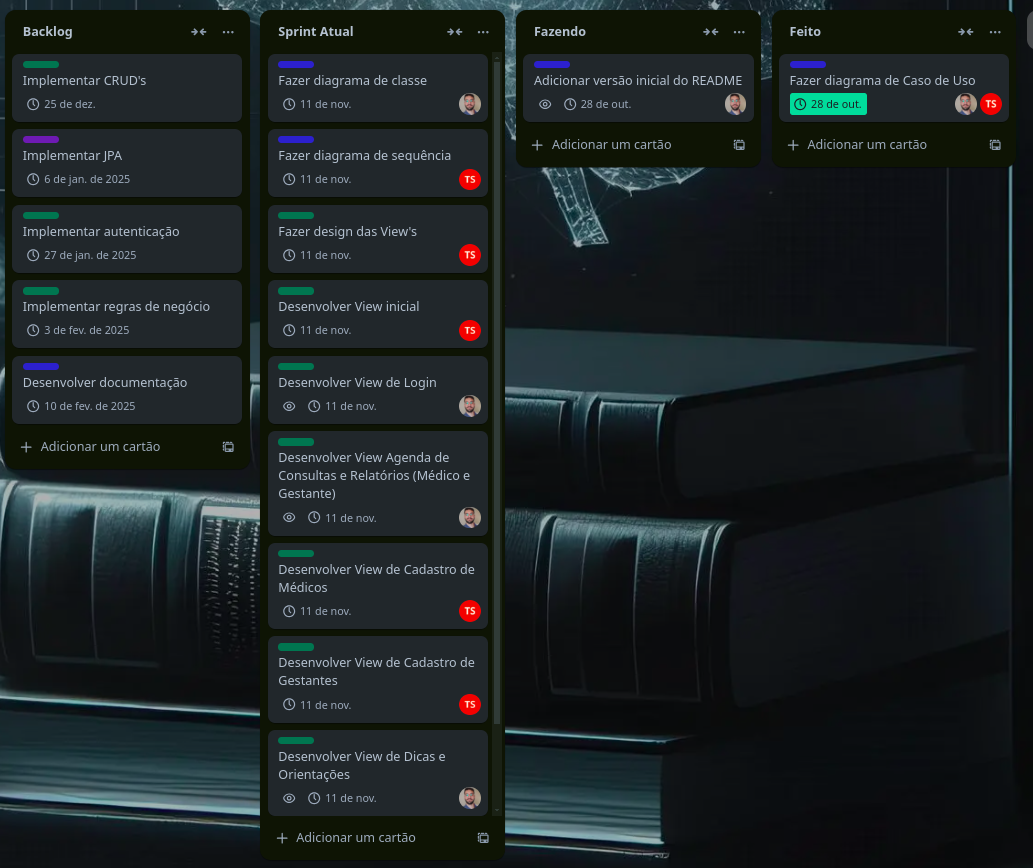 Backlog
Implementar CRUD's
25 de dez.
Implementar JPA
6 de jan. de 2025
Implementar autenticação
27 de jan. de 2025
Implementar regras de negócio
3 de fev. de 2025
Desenvolver documentação
10 de fev. de 2025
Adicionar um cartão
Sprint Atual
Fazer diagrama de classe
11 de nov.
Fazer diagrama de sequência
11 de nov.
TS
Fazer design das View's
11 de nov.
TS
Desenvolver View inicial
11 de nov.
TS
Desenvolver View de Login
11 de nov.
Desenvolver View Agenda de
Consultas e Relatórios (Médico e
Gestante)
11 de nov.
Desenvolver View de Cadastro de
Médicos
11 de nov.
TS
Desenvolver View de Cadastro de
Gestantes
11 de nov.
TS
Desenvolver View de Dicas e
Orientações
11 de nov.
Adicionar um cartão
Fazendo
Adicionar versão inicial do README
28 de out.
Adicionar um cartão
Feito
Fazer diagrama de Caso de Uso
28 de out.
TS
Adicionar um cartão